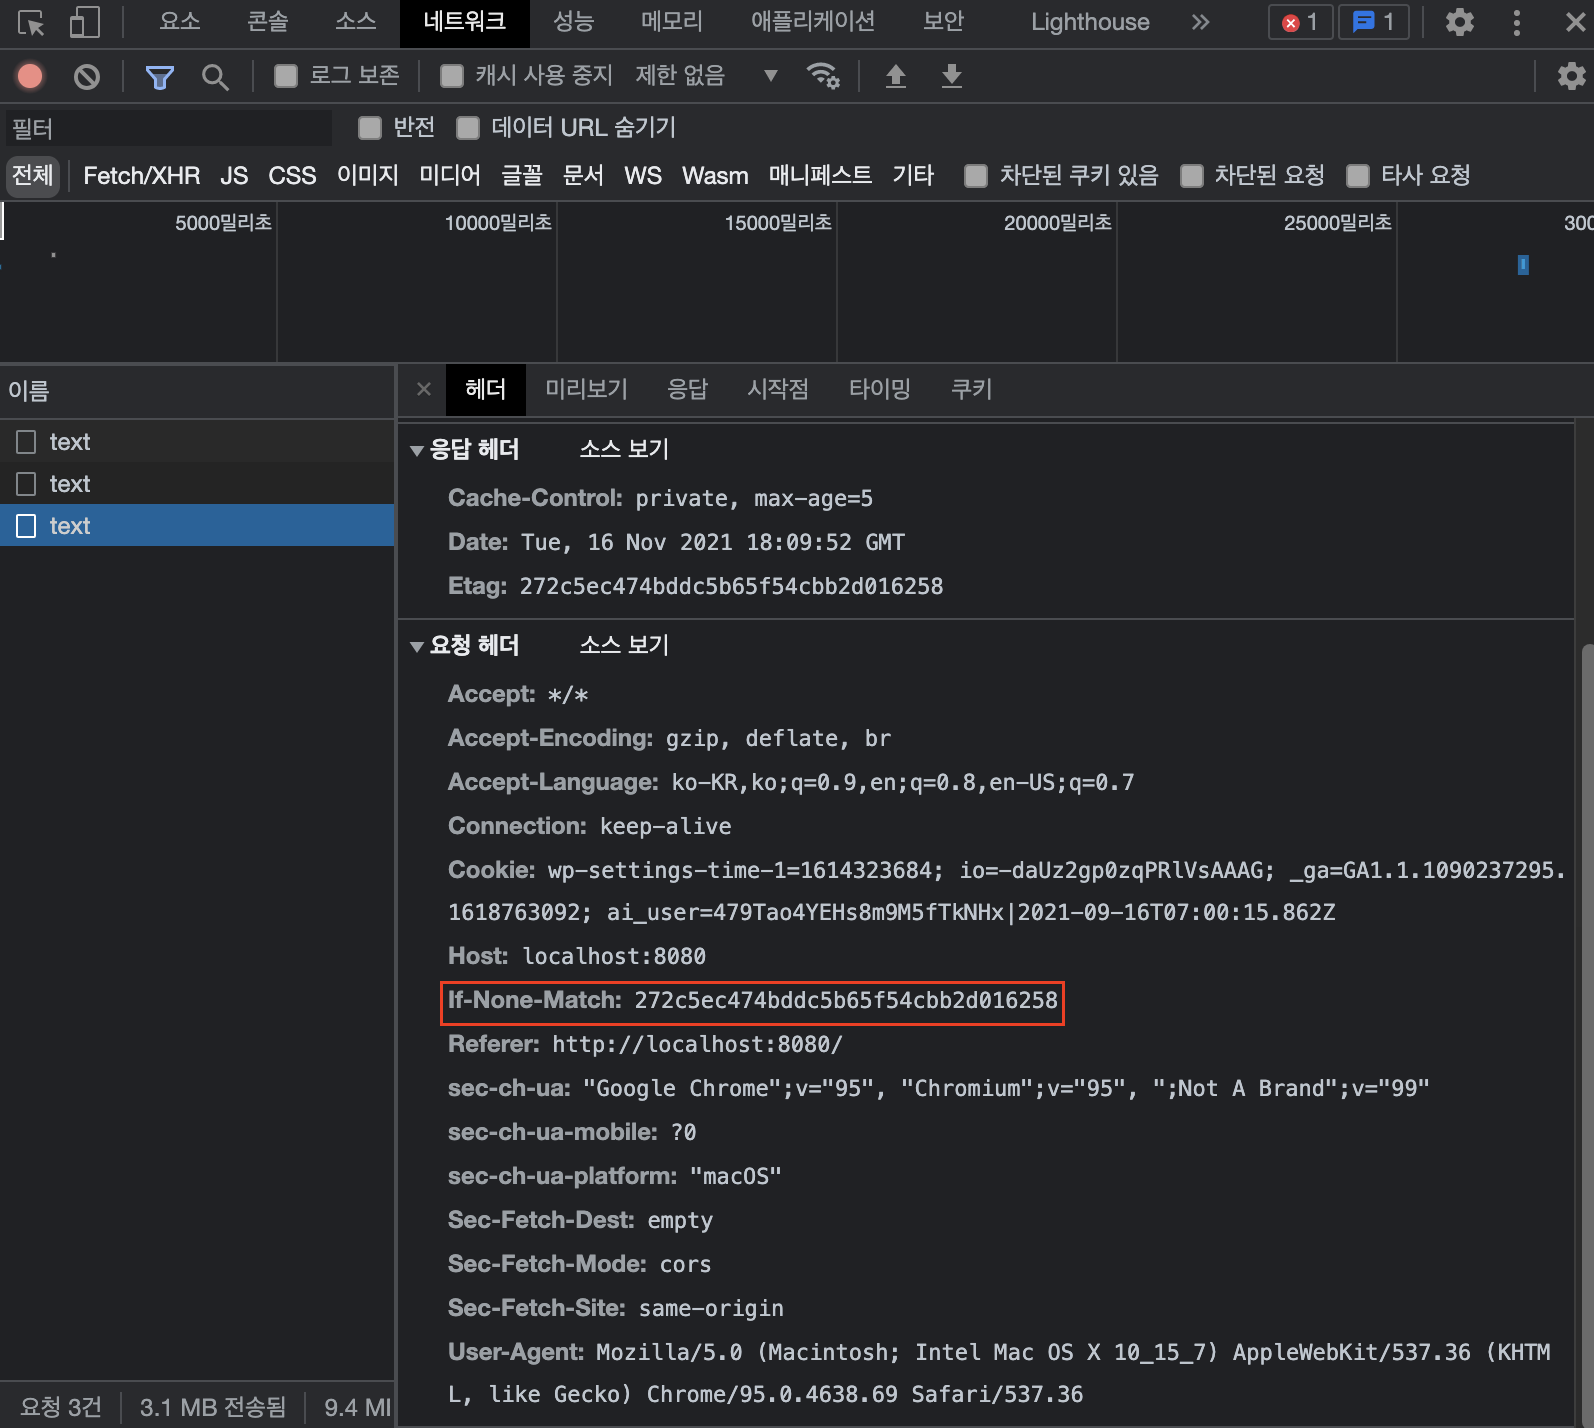 요소 콘솔 소스 네트워크 성능 메모리 애플리케이션 보안 Lighthouse » 1 1
로그 보존 캐시 사용 중지 제한 없음
필터 반전 데이터 URL 숨기기
전체 Fetch/XHR JS CSS 이미지 미디어 글꼴 문서 WS Wasm 매니페스트 기타 차단된 쿠키 있음 차단된 요청 타사 요청
5000밀리초 10000밀리초 15000밀리초 20000밀리초 25000밀리초 300
이름
text
text
text
헤더 미리보기 응답 시작점 타이밍 쿠키
응답 헤더 소스 보기
Cache-Control: private, max-age=5
Date: Tue, 16 Nov 2021 18:09:52 GMT
Etag: 272c5ec474bddc5b65f54cbb2d016258
요청 헤더 소스 보기
Accept: */*
Accept-Encoding: gzip, deflate, br
Accept-Language: ko-KR,ko;q=0.9,en;q=0.8,en-US;q=0.7
Connection: keep-alive
Cookie: wp-settings-time-1=1614323684; io=-daUz2gp0zqPRlVsAAAG; _ga=GA1.1.1090237295.
1618763092; ai_user=479Tao4YEHs8m9M5fTkNHx|2021-09-16T07:00:15.862Z
Host: localhost:8080
If-None-Match: 272c5ec474bddc5b65f54cbb2d016258
Referer: http://localhost:8080/
sec-ch-ua: "Google Chrome";v="95", "Chromium";v="95", ";Not A Brand";v="99"
sec-ch-ua-mobile: ?0
sec-ch-ua-platform: "macOS"
Sec-Fetch-Dest: empty
Sec-Fetch-Mode: cors
Sec-Fetch-Site: same-origin
User-Agent: Mozilla/5.0 (Macintosh; Intel Mac OS X 10_15_7) AppleWebKit/537.36 (KHTM
L, like Gecko) Chrome/95.0.4638.69 Safari/537.36
요청 3건 3.1 MB 전송됨 9.4 MI